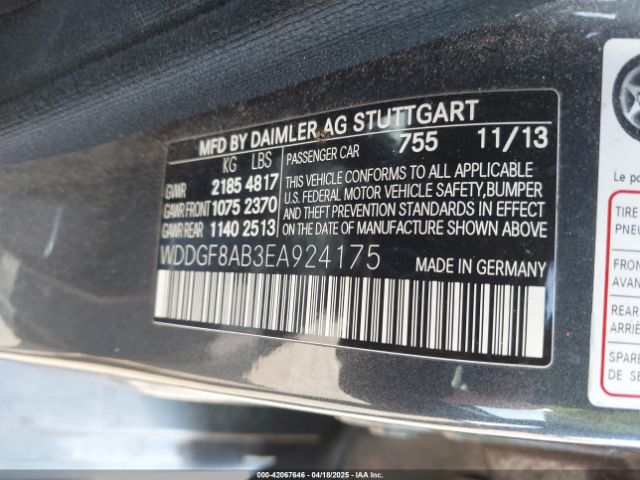 MFD BY DAIMLER AG STUTTGART
KG LBS
PASSENGER CAR 755 11/13
GVWR 2185 4817
GAWR FRONT 1075 2370
GAWR REAR 1140 2513
THIS VEHICLE CONFORMS TO ALL APPLICABLE
U.S. FEDERAL MOTOR VEHICLE SAFETY, BUMPER
AND THEFT PREVENTION STANDARDS IN EFFECT
ON THE DATE OF MANUFACTURE SHOWN ABOVE
WDDGF8AB3EA924175 MADE IN GERMANY
Le po
TIRE
PNEU
FRON
AVAN
REAR
ARRIÈ
SPARE
DE SE
000-42067646 - 04/18/2025 - IAA Inc.